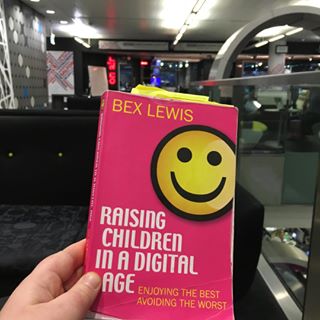 BEX LEWIS
RAISING
CHILDREN
IN A DIGITAL
AGE
ENJOYING THE BEST
AVOIDING THE WORST